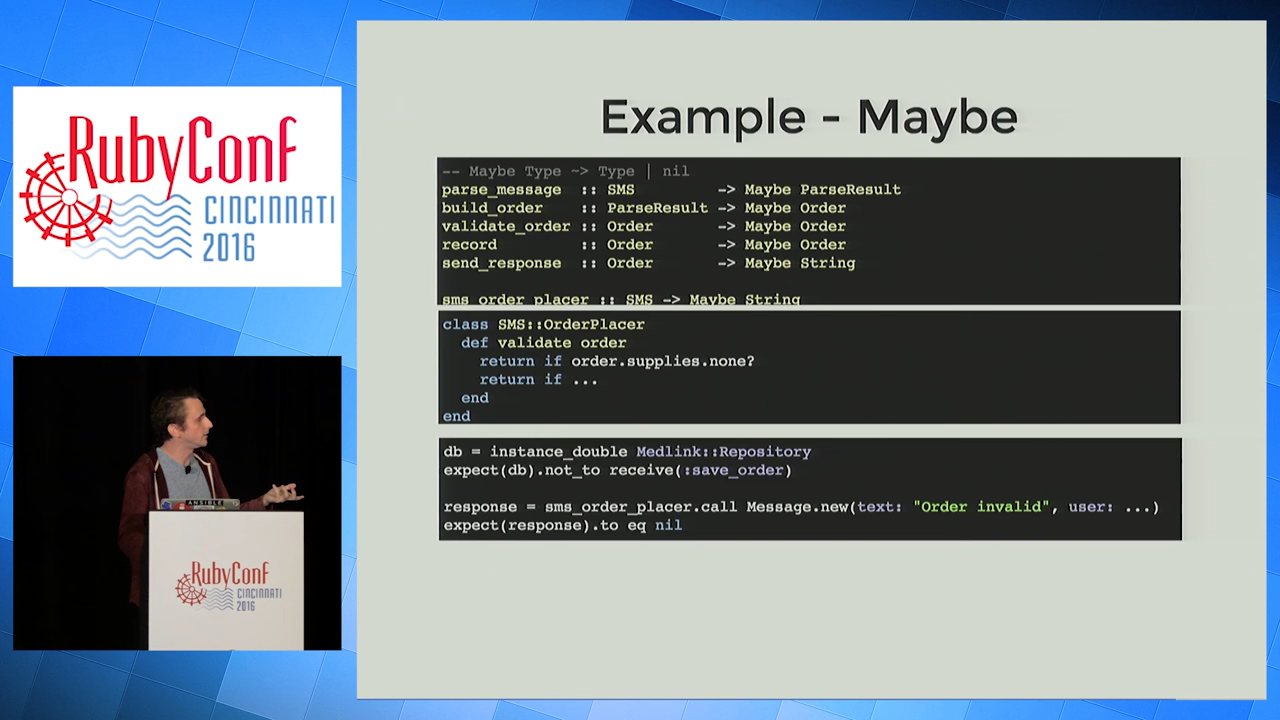 RubyConf
CINCINNATI
2016
Example - Maybe
-- Maybe Type ~> Type | nil
parse_message :: SMS -> Maybe ParseResult
build_order :: ParseResult -> Maybe Order
validate_order :: Order -> Maybe Order
record :: Order -> Maybe Order
send_response :: Order -> Maybe String
sms_order_placer :: SMS -> Maybe String
class SMS::OrderPlacer
def validate order
return if order.supplies.none?
return if ...
end
end
db = instance_double Medlink::Repository
expect(db).not_to receive(:save_order)
response = sms_order_placer.call Message.new(text: "Order invalid", user: ...)
expect(response).to eq nil
ANSIBLE
RubyConf
CINCINNATI
2016